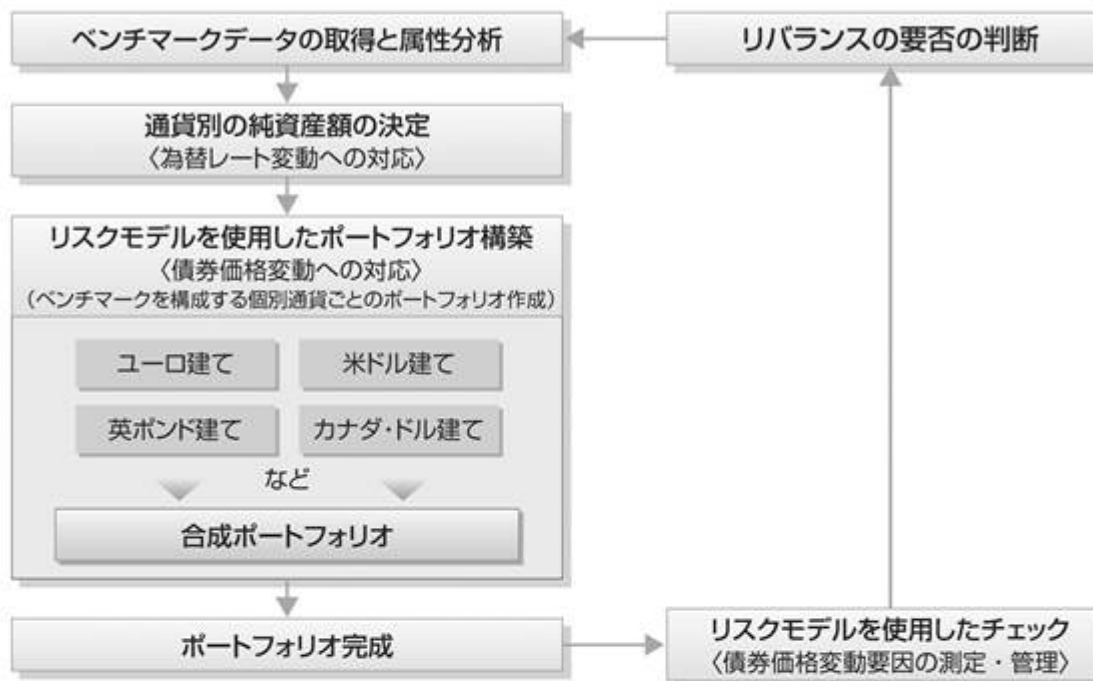 ベンチマークデータの取得と属性分析
リバランスの要否の判断
通貨別の純資産額の決定
〈為替レート変動への対応〉
リスクモデルを使用したポートフォリオ構築
〈債券価格変動への対応〉
(ベンチマークを構成する個別通貨ごとのポートフォリオ作成)
ユーロ建て
米ドル建て
英ポンド建て
カナダ・ドル建て
など
合成ポートフォリオ
ポートフォリオ完成
リスクモデルを使用したチェック
〈債券価格変動要因の測定・管理〉